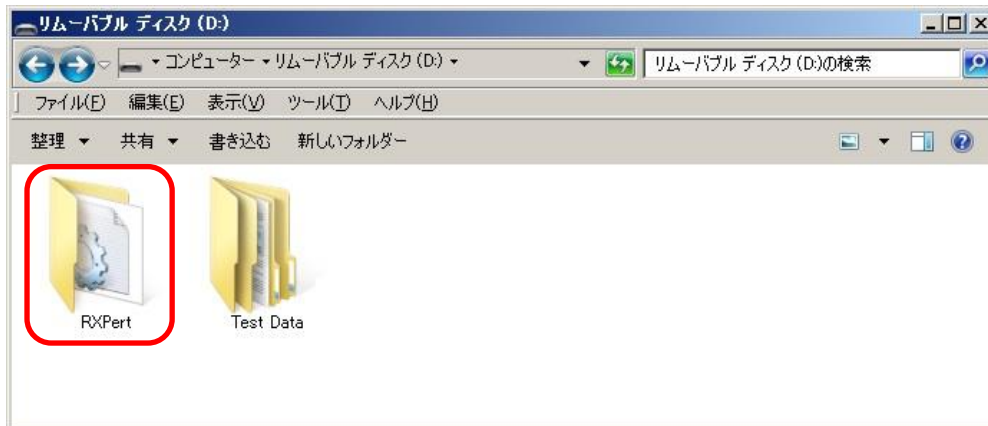 リムーバブル ディスク (D:)
コンピューター リムーバブル ディスク (D:) リムーバブル ディスク (D:)の検索
ファイル(F) 編集(E) 表示(V) ツール(T) ヘルプ(H)
整理 共有 書き込む 新しいフォルダー
RXPert Test Data